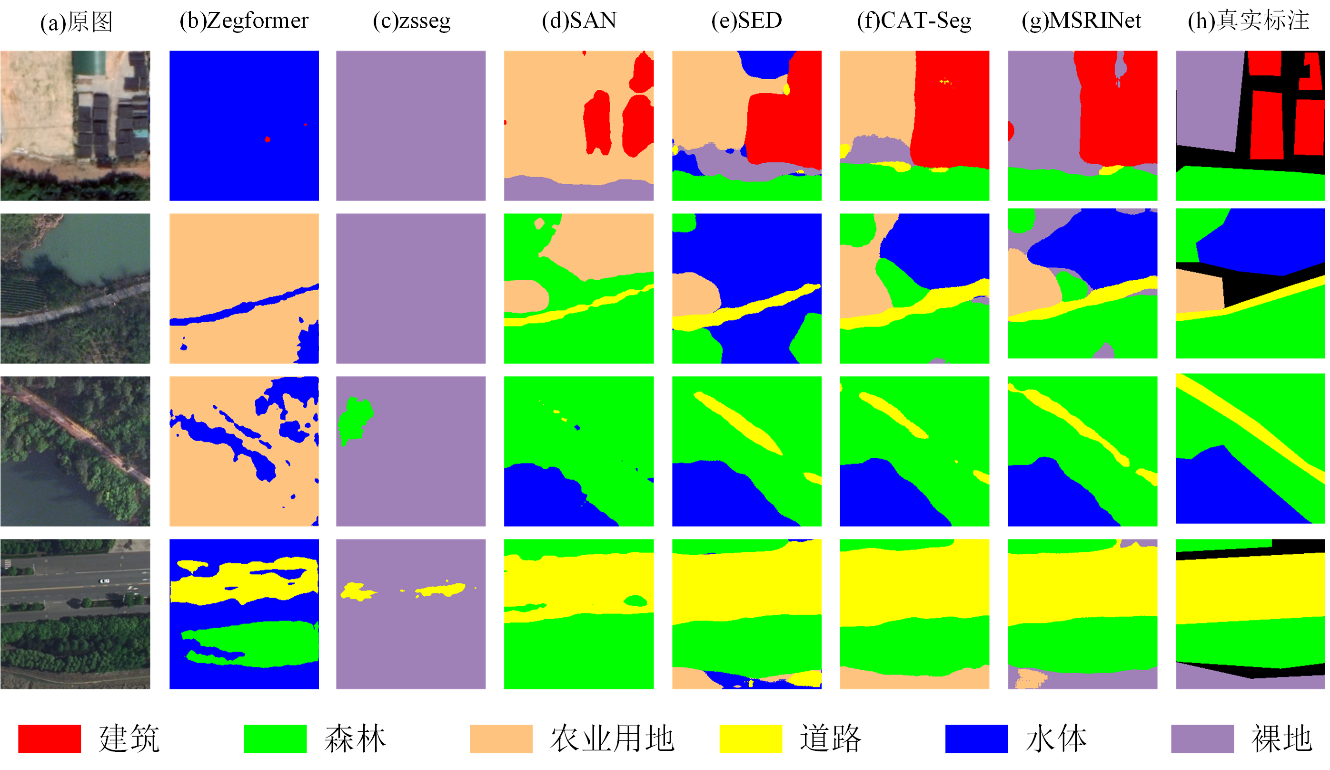 (a)原图 (b)Zegformer (c)zsseg (d)SAN (e)SED (f)CAT-Seg (g)MSRINet (h)真实标注
建筑 森林 农业用地 道路 水体 裸地